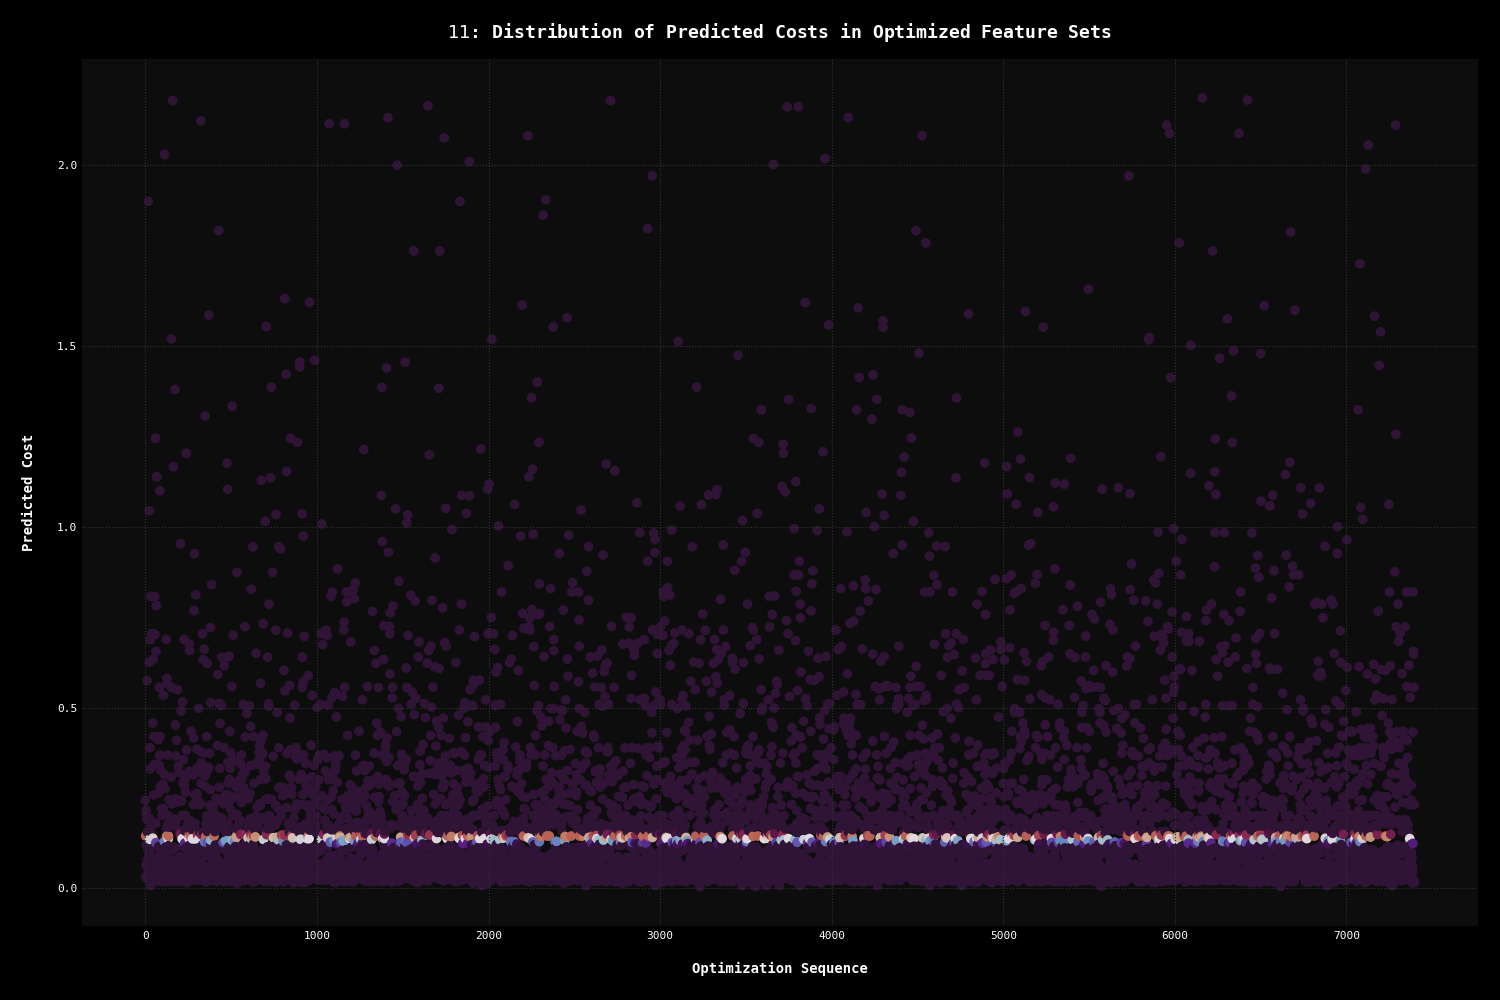 11: Distribution of Predicted Costs in Optimized Feature Sets
2.0
1.5
1.0
0.5
0.0
Predicted Cost
0 1000 2000 3000 4000 5000 6000 7000
Optimization Sequence